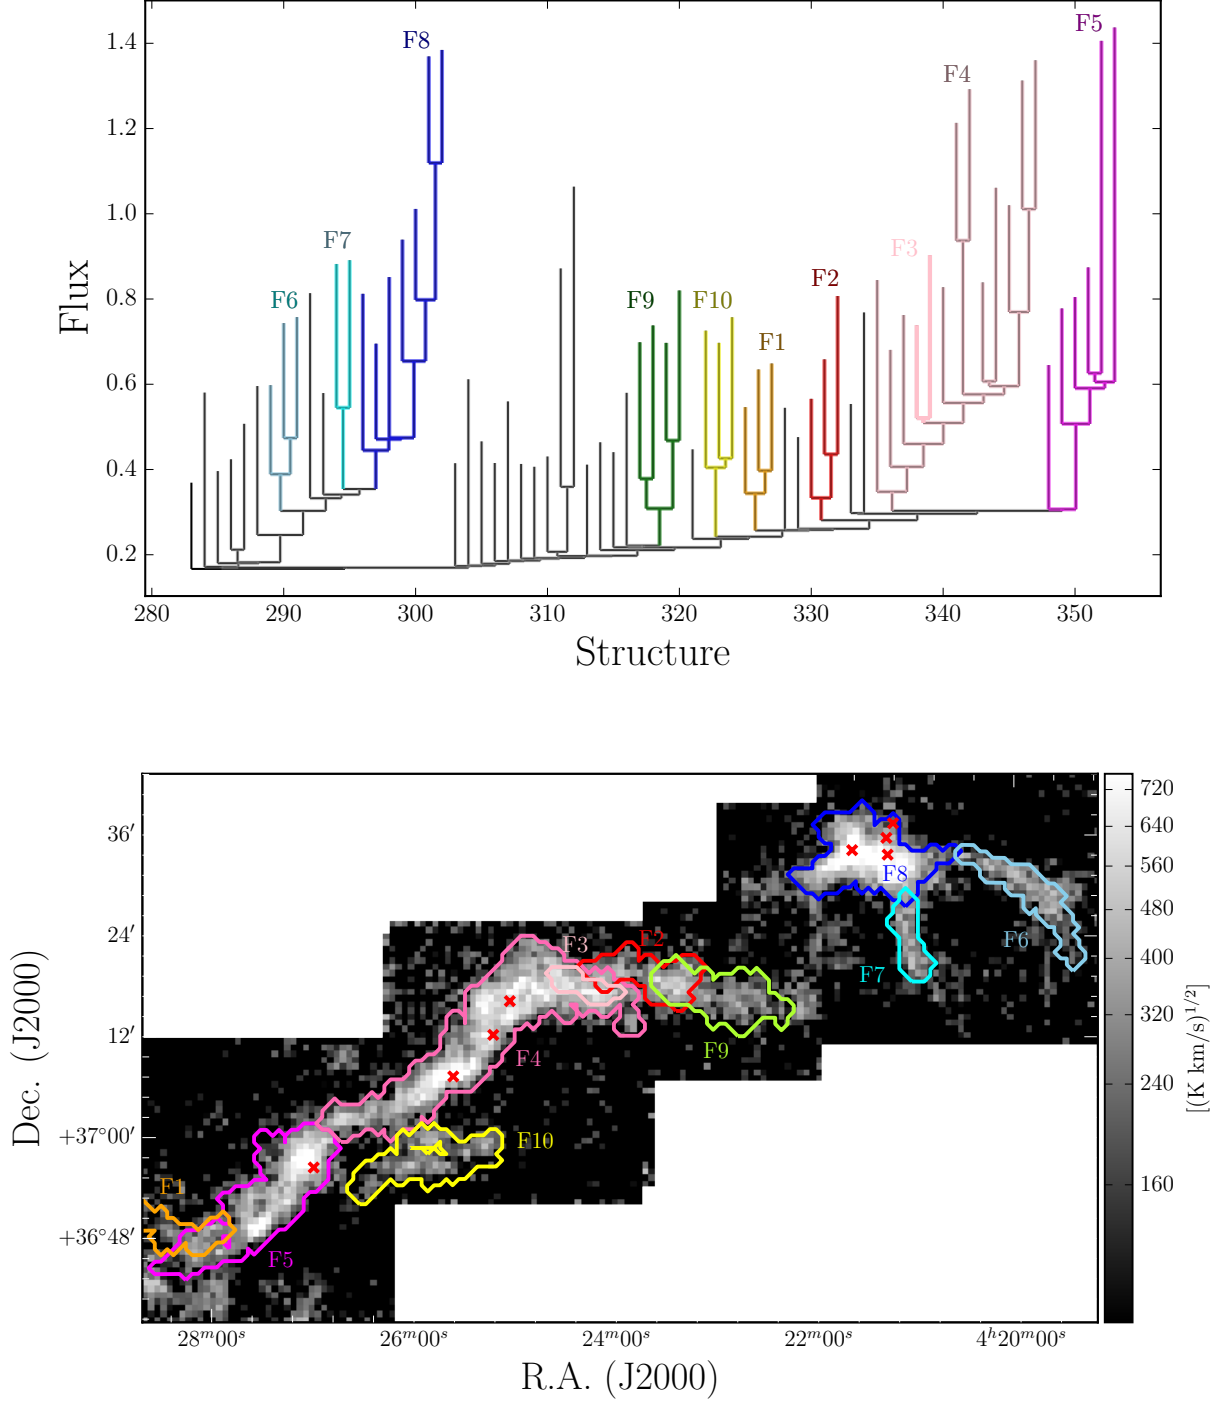 1.4
1.2
1.0
0.8
0.6
0.4
0.2
Flux
F8
F5
F4
F7
F3
F6
F9
F10
F2
F1
280
290
300
310
320
330
340
350
Structure
36′
24′
12′
+37°00′
+36°48′
Dec. (J2000)
F8
F6
F7
F2
F3
F9
F4
F10
F1
F5
28ᵐ00ˢ
26ᵐ00ˢ
24ᵐ00ˢ
22ᵐ00ˢ
4ʰ20ᵐ00ˢ
R.A. (J2000)
720
640
560
480
400
320
240
160
[(K km/s)¹/²]